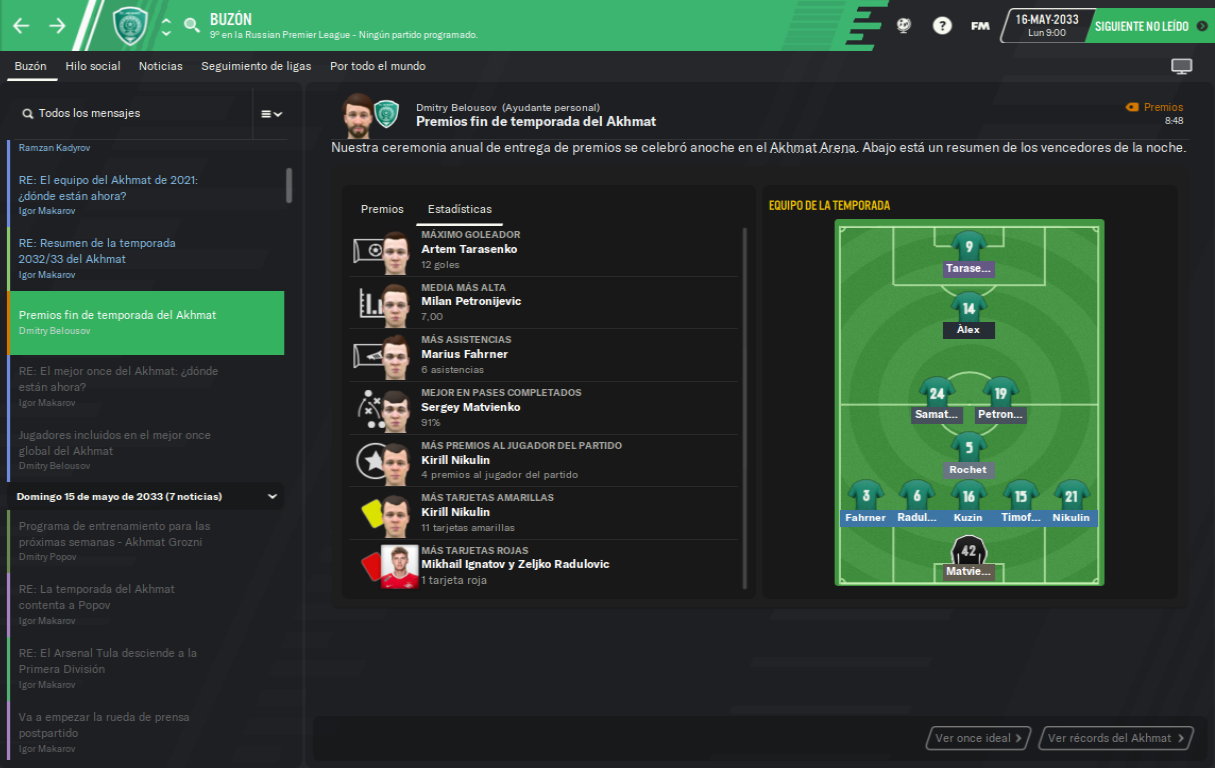 BUZÓN
9º en la Russian Premier League - Ningún partido programado.
?
FM
16-MAY-2033
Lun 9:00
SIGUIENTE NO LEÍDO
Buzón
Hilo social
Noticias
Seguimiento de ligas
Por todo el mundo
Todos los mensajes
Ramzan Kadyrov
RE: El equipo del Akhmat de 2021:
¿dónde están ahora?
Igor Makarov
RE: Resumen de la temporada
2032/33 del Akhmat
Igor Makarov
Premios fin de temporada del Akhmat
Dmitry Belousov
RE: El mejor once del Akhmat: ¿dónde
están ahora?
Igor Makarov
Jugadores incluidos en el mejor once
global del Akhmat
Dmitry Belousov
Domingo 15 de mayo de 2033 (7 noticias)
Programa de entrenamiento para las
próximas semanas - Akhmat Grozni
Dmitry Popov
RE: La temporada del Akhmat
contenta a Popov
Igor Makarov
RE: El Arsenal Tula desciende a la
Primera División
Igor Makarov
Va a empezar la rueda de prensa
postpartido
Igor Makarov
Dmitry Belousov (Ayudante personal)
Premios fin de temporada del Akhmat
Premios
8:48
Nuestra ceremonia anual de entrega de premios se celebró anoche en el Akhmat Arena. Abajo está un resumen de los vencedores de la noche.
Premios
Estadísticas
MÁXIMO GOLEADOR
Artem Tarasenko
12 goles
MEDIA MÁS ALTA
Milan Petronijevic
7,00
MÁS ASISTENCIAS
Marius Fahrner
6 asistencias
MEJOR EN PASES COMPLETADOS
Sergey Matvienko
91%
MÁS PREMIOS AL JUGADOR DEL PARTIDO
Kirill Nikulin
4 premios al jugador del partido
MÁS TARJETAS AMARILLAS
Kirill Nikulin
11 tarjetas amarillas
MÁS TARJETAS ROJAS
Mikhail Ignatov y Zeljko Radulovic
1 tarjeta roja
EQUIPO DE LA TEMPORADA
9
Tarase...
14
Àlex
24
19
Samat...
Petron...
5
Rochet
3
6
16
15
21
Fahrner
Radul...
Kuzin
Timof...
Nikulin
42
Matvie...
Ver once ideal
Ver récords del Akhmat